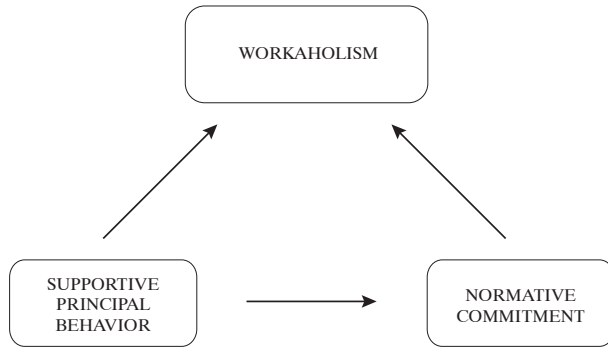 WORKAHOLISM
SUPPORTIVE
PRINCIPAL
BEHAVIOR
NORMATIVE
COMMITMENT